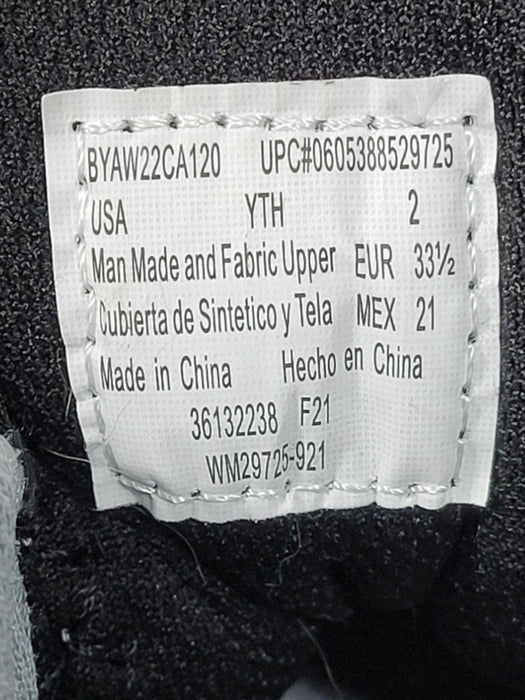 BYAW22CA120 UPC#0605388529725
USA YTH 2
Man Made and Fabric Upper EUR 33½
Cubierta de Sintetico y Tela MEX 21
Made in China Hecho en China
36132238 F21
WM29725-921